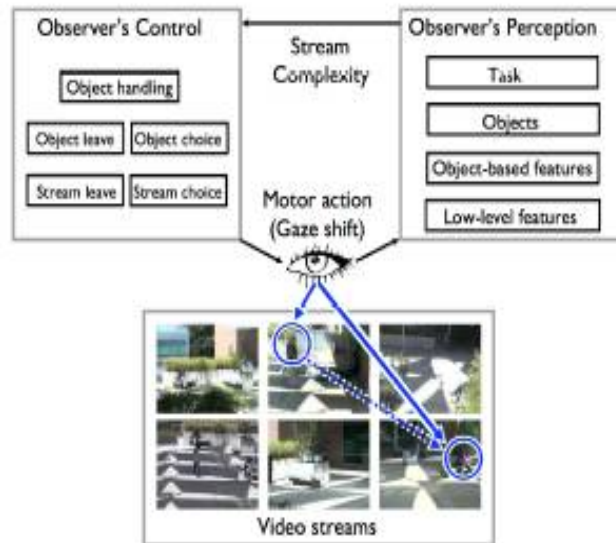 Observer's Control
Object handling
Object leave
Object choice
Stream leave
Stream choice
Stream
Complexity
Observer's Perception
Task
Objects
Object-based features
Low-level features
Motor action
(Gaze shift)
Video streams